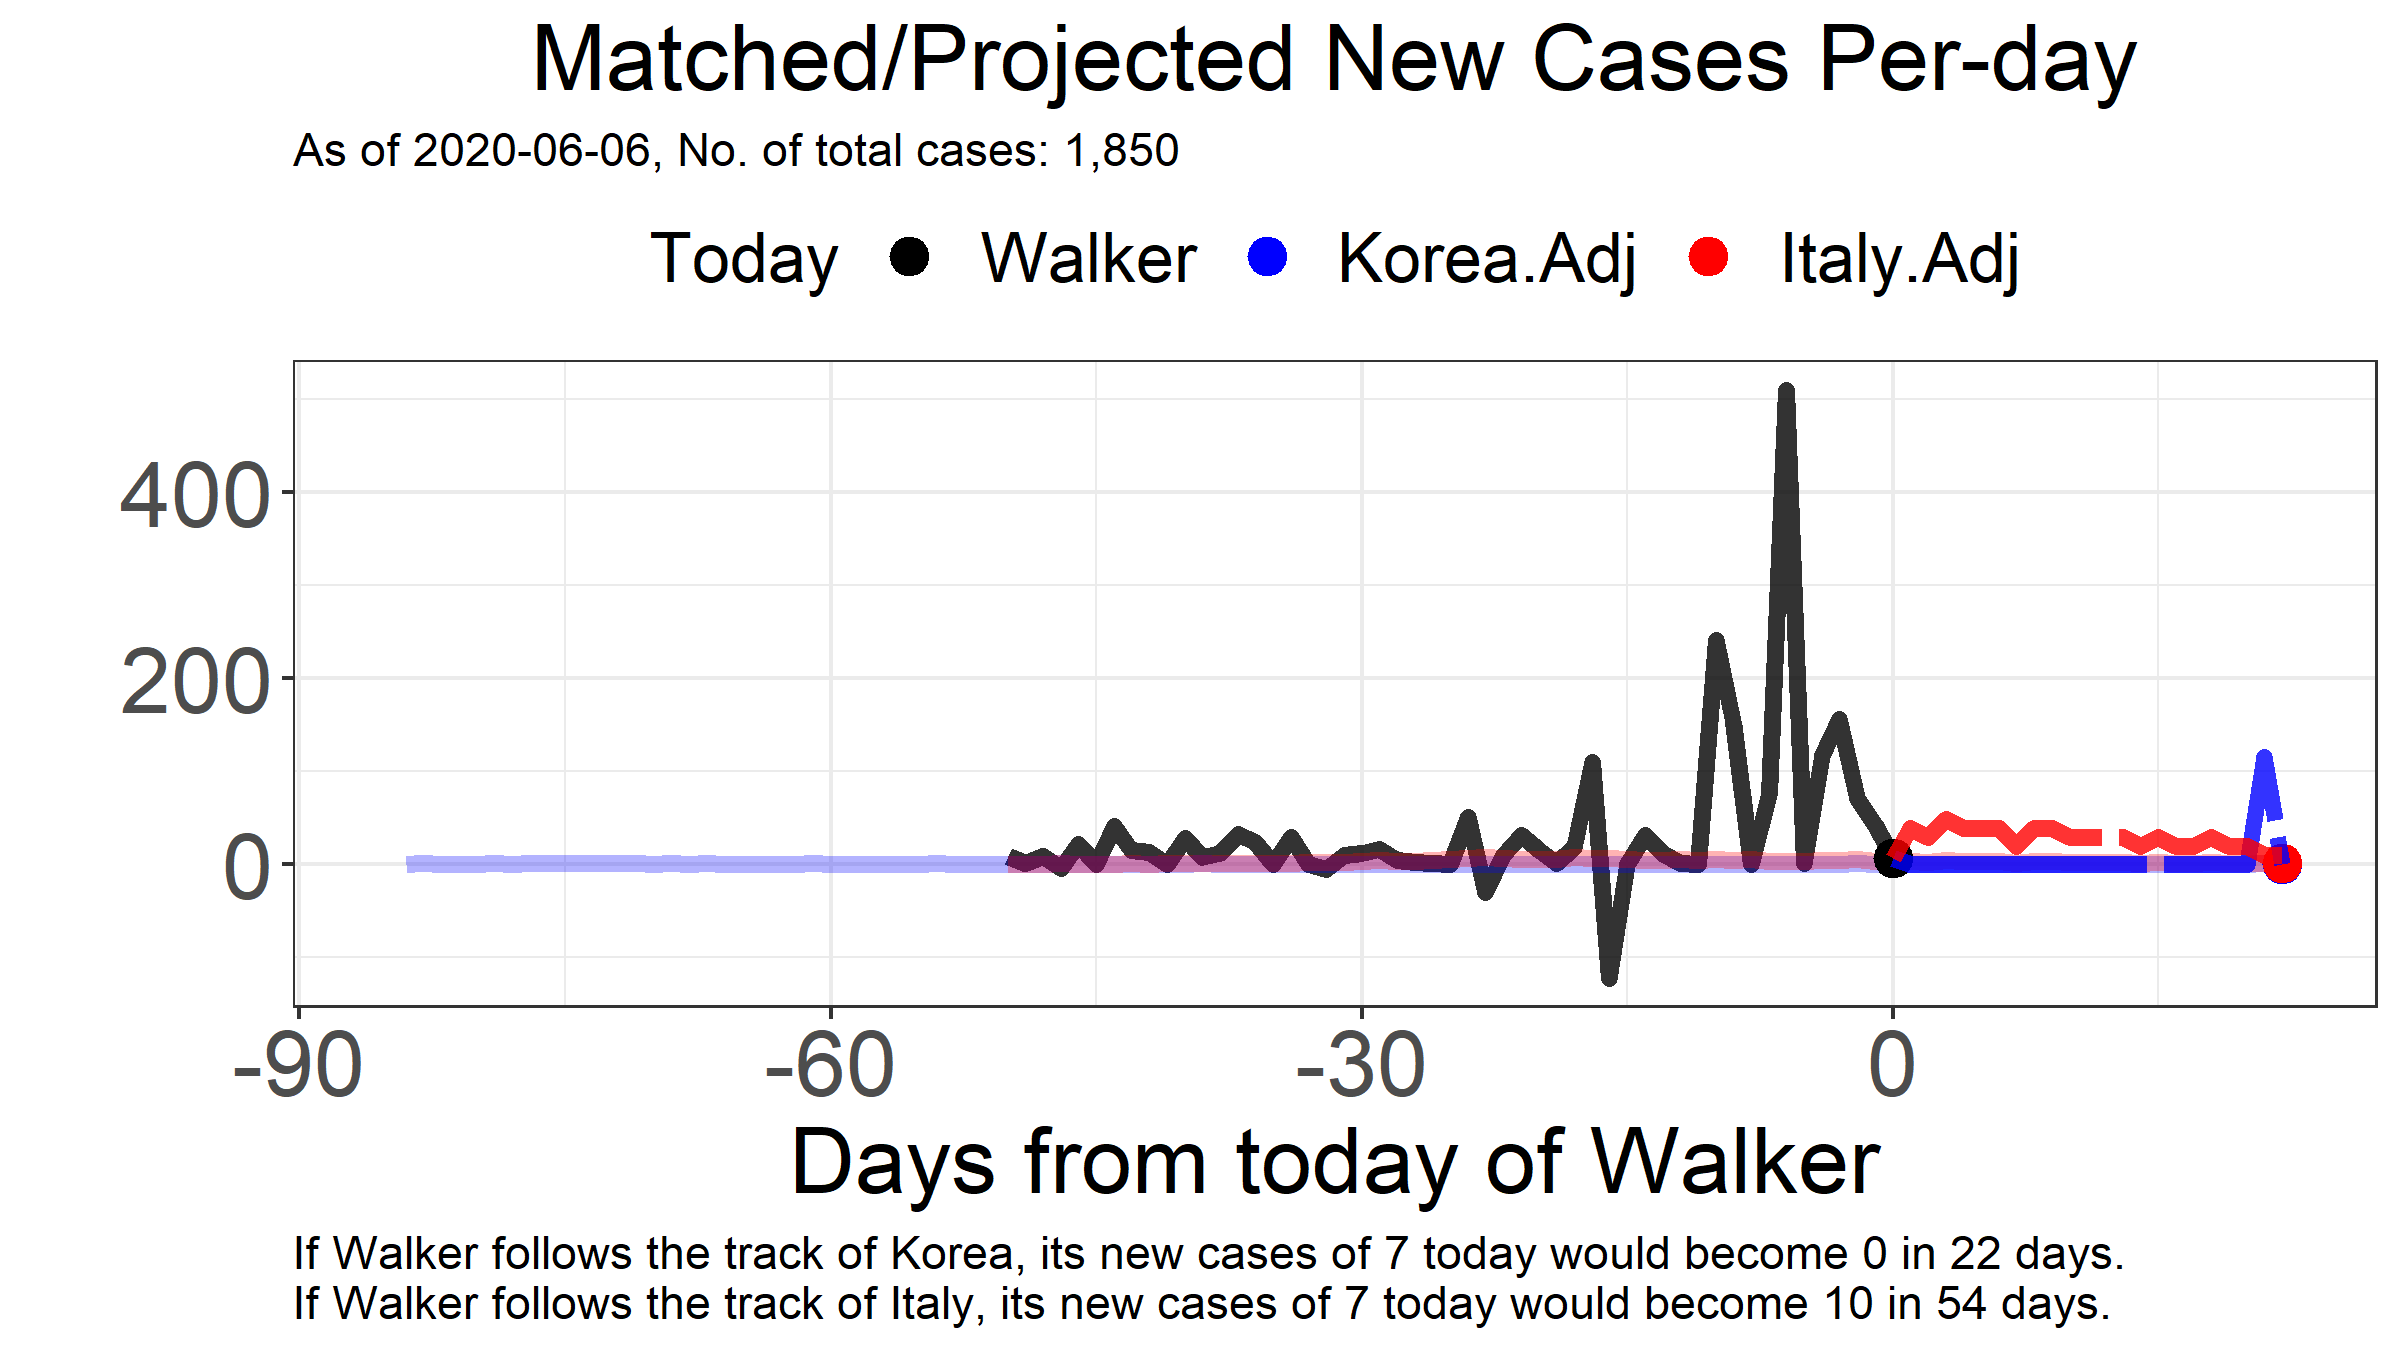 Matched/Projected New Cases Per-day
As of 2020-06-06, No. of total cases: 1,850
Today Walker Korea.Adj Italy.Adj
400
200
0
-90 -60 -30 0
Days from today of Walker
If Walker follows the track of Korea, its new cases of 7 today would become 0 in 22 days.
If Walker follows the track of Italy, its new cases of 7 today would become 10 in 54 days.